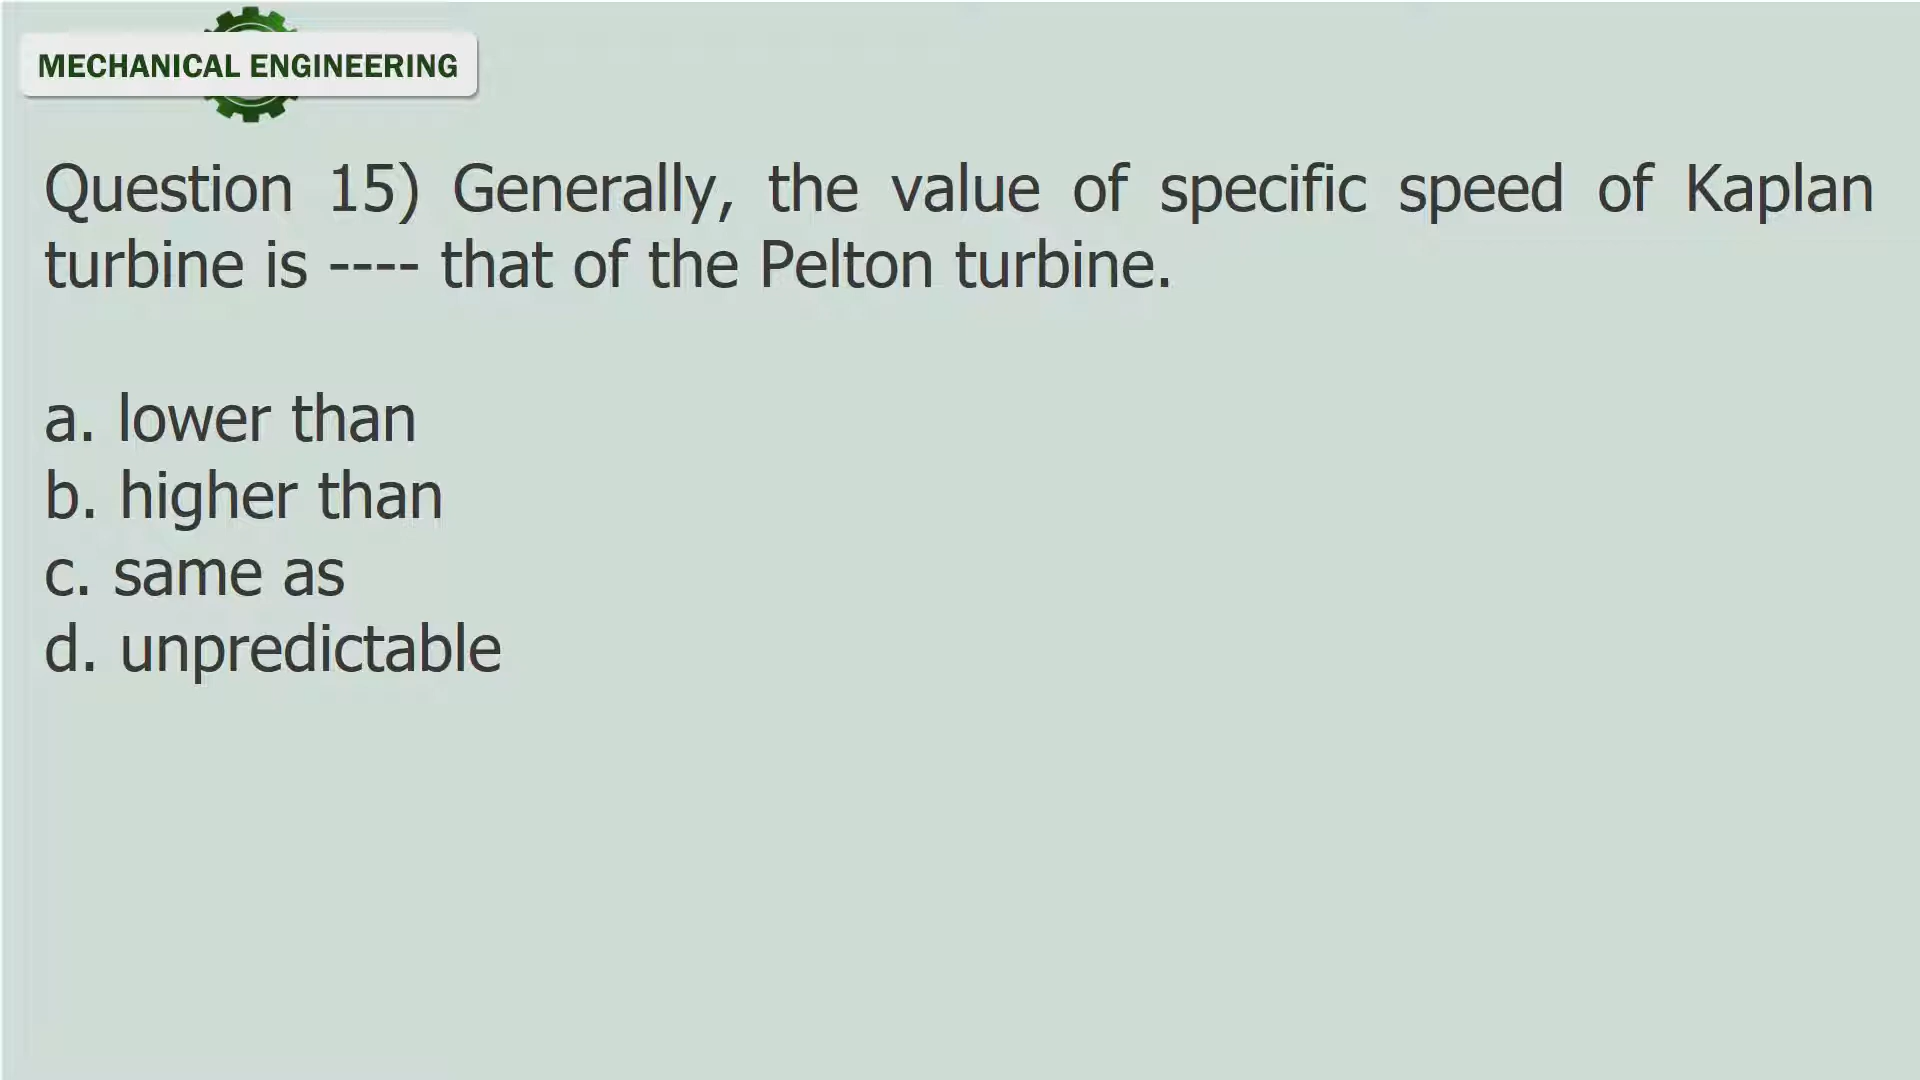 MECHANICAL ENGINEERING
Question 15) Generally, the value of specific speed of Kaplan
turbine is ---- that of the Pelton turbine.
a. lower than
b. higher than
c. same as
d. unpredictable